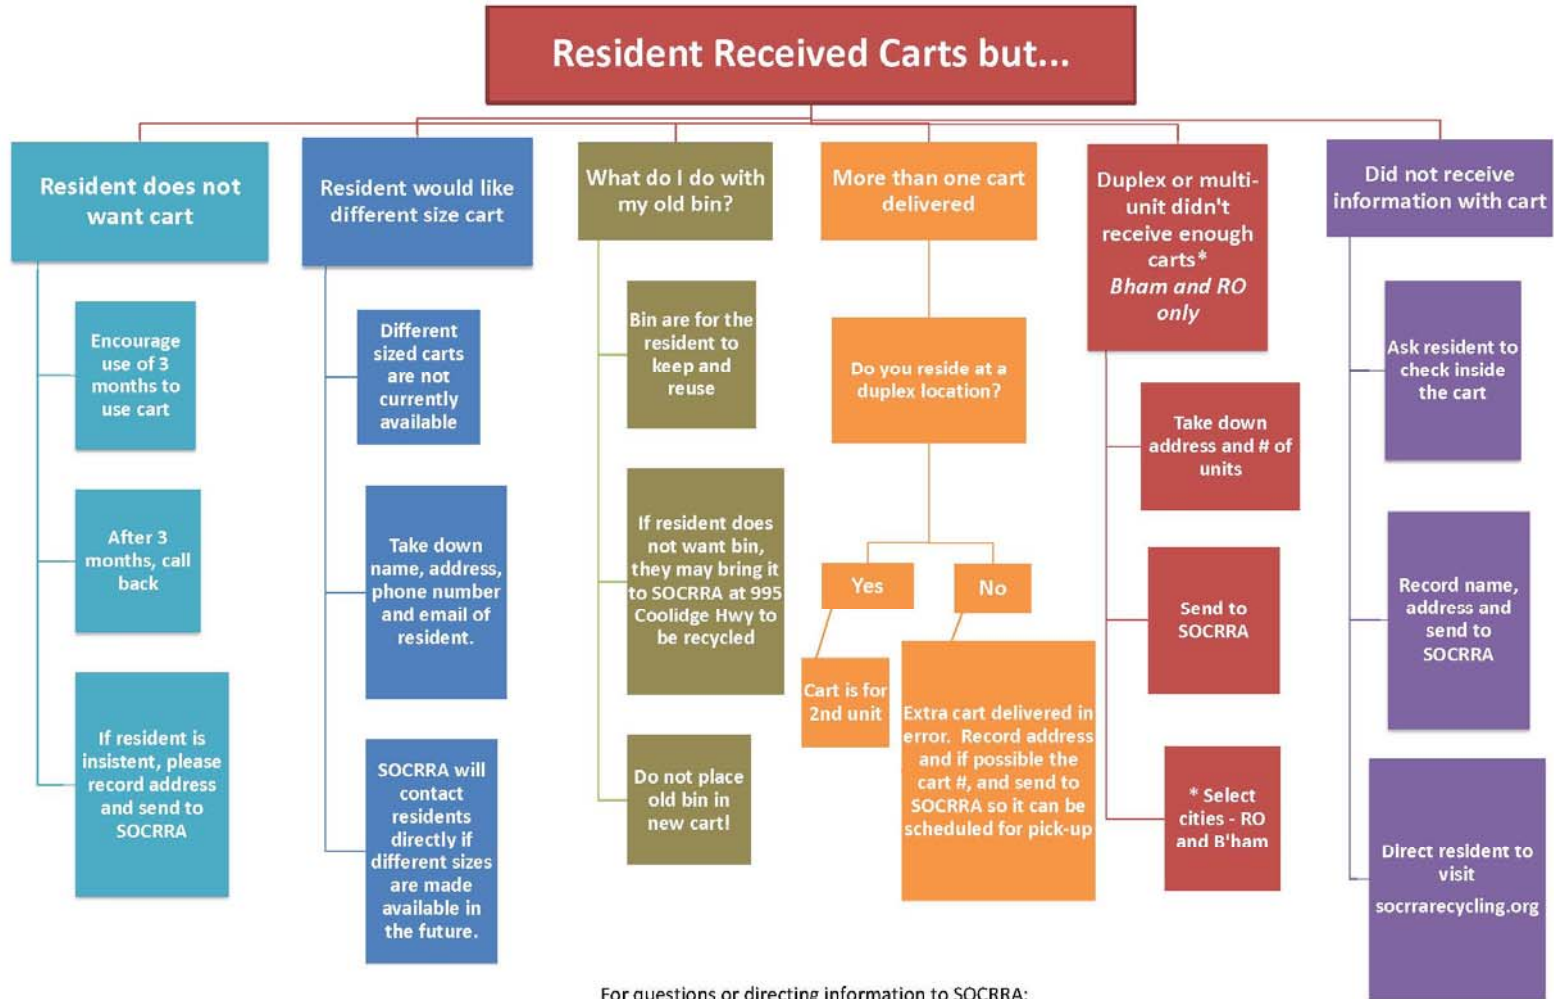 Resident Received Carts but...
Resident does not
want cart
Encourage
use of 3
months to
use cart
After 3
months, call
back
If resident is
insistent, please
record address
and send to
SOCRRA
Resident would like
different size cart
Different
sized carts
are not
currently
available
Take down
name, address,
phone number
and email of
resident.
SOCRRA will
contact
residents
directly if
different sizes
are made
available in
the future.
What do I do with
my old bin?
Bin are for the
resident to
keep and
reuse
If resident does
not want bin,
they may bring it
to SOCRRA at 995
Coolidge Hwy to
be recycled
Do not place
old bin in
new cart!
More than one cart
delivered
Do you reside at a
duplex location?
Yes
Cart is for
2nd unit
No
Extra cart delivered in
error. Record address
and if possible the
cart #, and send to
SOCRRA so it can be
scheduled for pick-up
Duplex or multi-
unit didn't
receive enough
carts*
Bham and RO
only
Take down
address and # of
units
Send to
SOCRRA
* Select
cities - RO
and B'ham
Did not receive
information with cart
Ask resident to
check inside
the cart
Record name,
address and
send to
SOCRRA
Direct resident to
visit
socrrarecycling.org
For questions or directing information to SOCRRA: